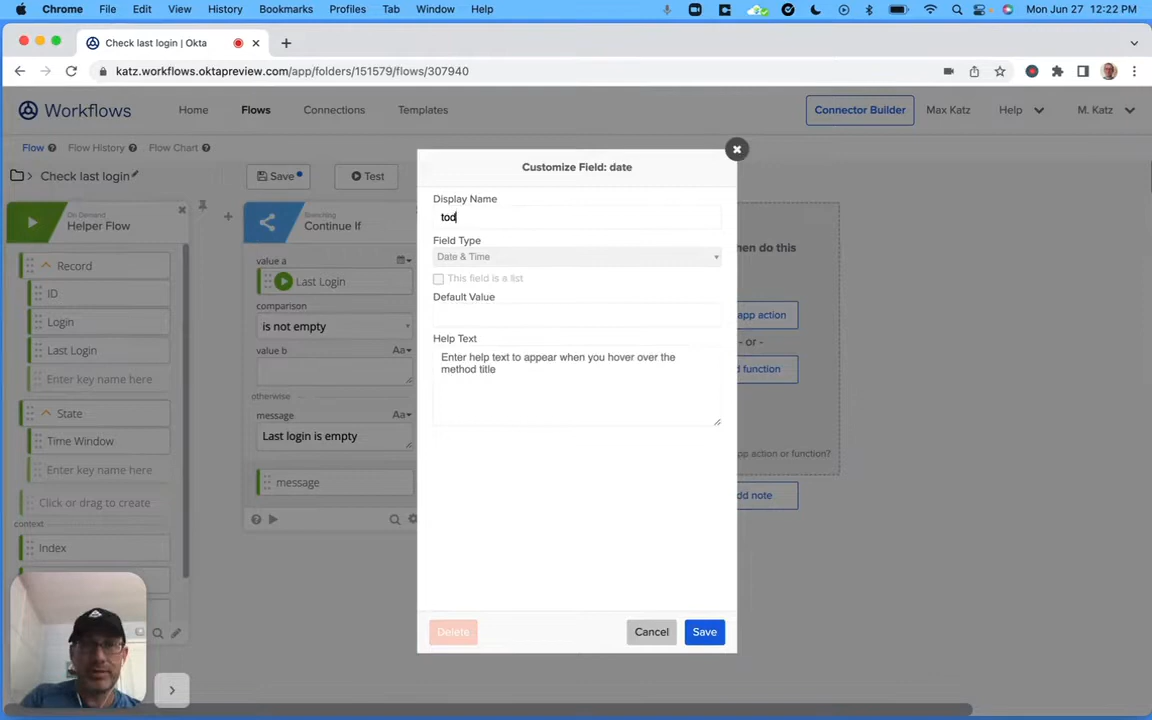 Chrome File Edit View History Bookmarks Profiles Tab Window Help Mon Jun 27 12:22 PM
Check last login | Okta
katz.workflows.oktapreview.com/app/folders/151579/flows/307940
Workflows Home Flows Connections Templates Connector Builder Max Katz Help M. Katz
Flow Flow History Flow Chart
Check last login Save Test
On Demand
Helper Flow
Record
ID
Login
Last Login
Enter key name here
State
Time Window
Enter key name here
Click or drag to create
context
Index
Branching
Continue If
value a
Last Login
comparison
is not empty
value b Aa
otherwise
message Aa
Last login is empty
message
Customize Field: date
Display Name
tod
Field Type
Date & Time
This field is a list
Default Value
Help Text
Enter help text to appear when you hover over the
method title
Delete Cancel Save
hen do this
app action
- or -
d function
app action or function?
dd note